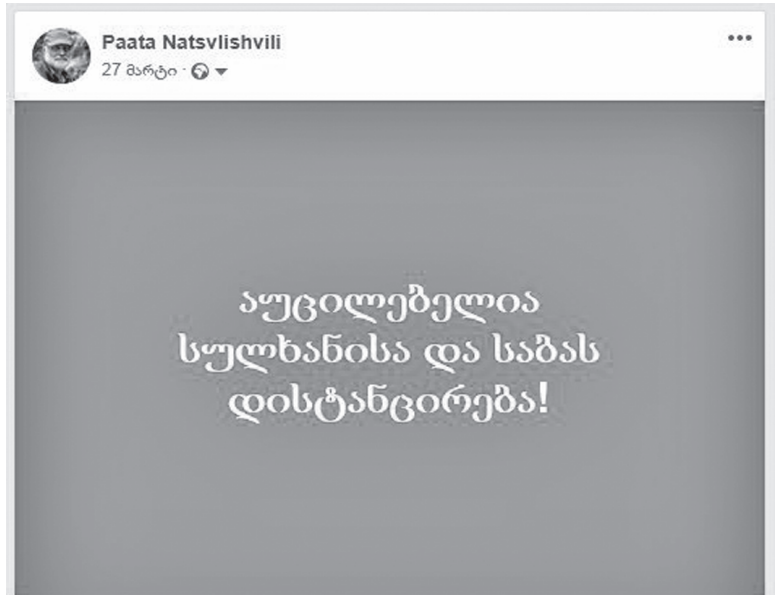 Paata Natsvlishvili
27 მარტი ·
აუცილებელია
სულხანისა და საბას
დისტანცირება!